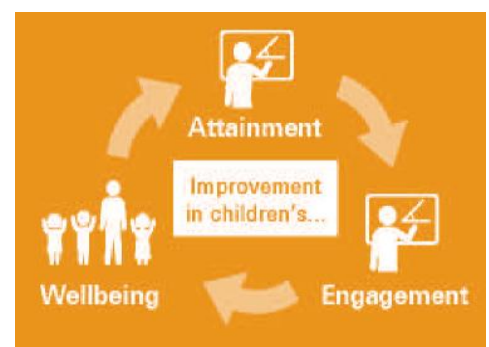 Attainment
Improvement
in children's...
Wellbeing
Engagement